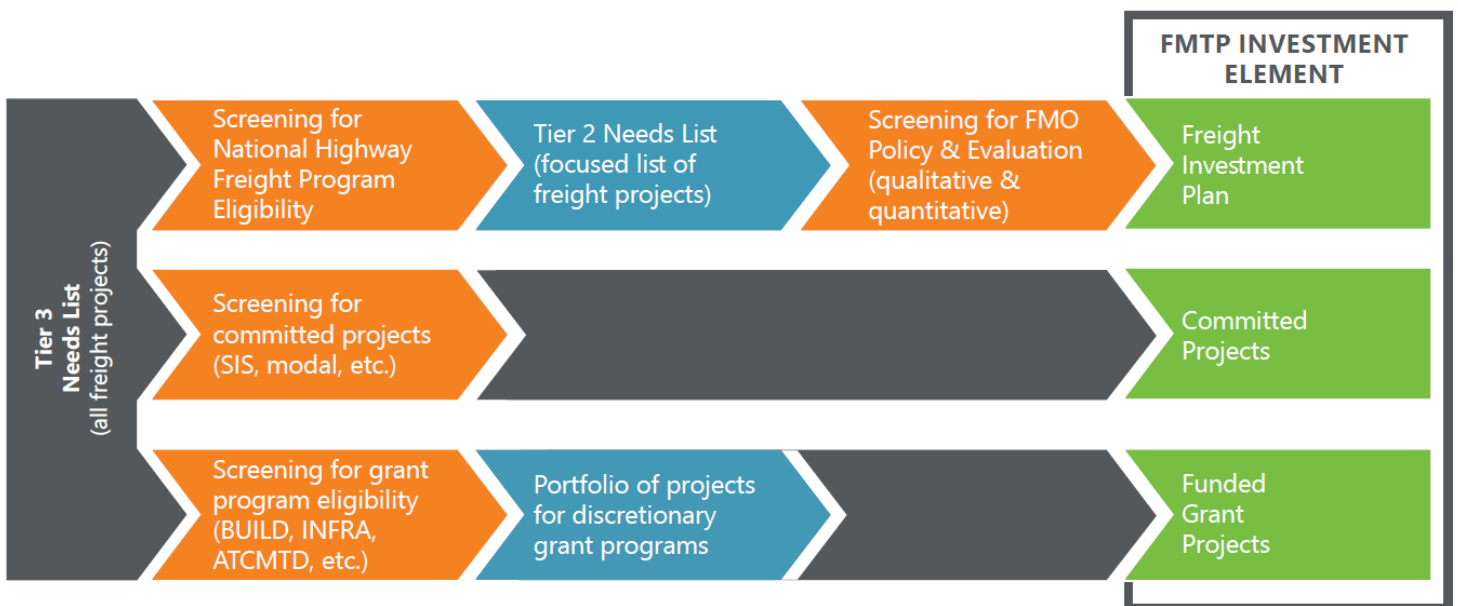 FMTP INVESTMENT
ELEMENT
Tier 3
Needs List
(all freight projects)
Screening for
National Highway
Freight Program
Eligibility
Tier 2 Needs List
(focused list of
freight projects)
Screening for FMO
Policy & Evaluation
(qualitative &
quantitative)
Freight
Investment
Plan
Screening for
committed projects
(SIS, modal, etc.)
Committed
Projects
Screening for grant
program eligibility
(BUILD, INFRA,
ATCMTD, etc.)
Portfolio of projects
for discretionary
grant programs
Funded
Grant
Projects